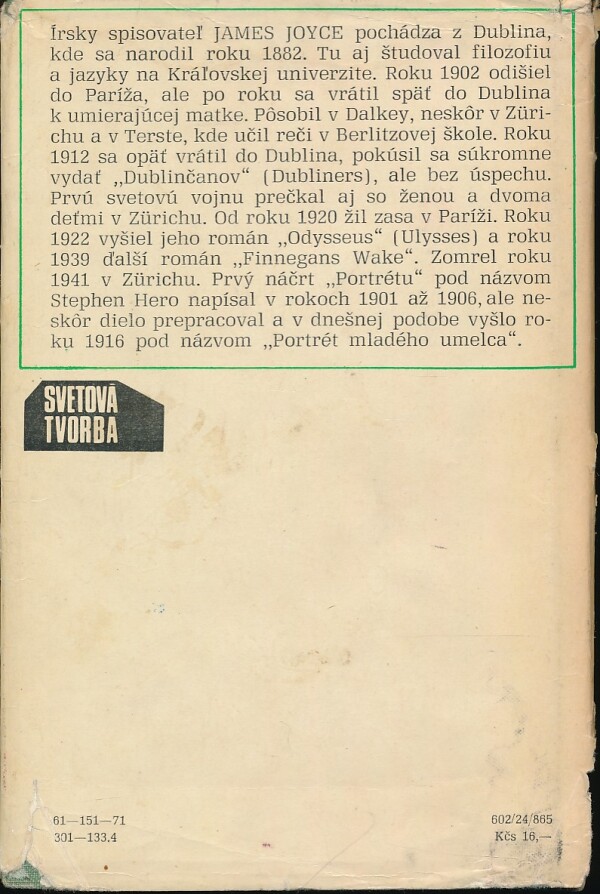 Írsky spisovateľ JAMES JOYCE pochádza z Dublina,
kde sa narodil roku 1882. Tu aj študoval filozofiu
a jazyky na Kráľovskej univerzite. Roku 1902 odišiel
do Paríža, ale po roku sa vrátil späť do Dublina
k umierajúcej matke. Pôsobil v Dalkey, neskôr v Züri-
chu a v Terste, kde učil reči v Berlitzovej škole. Roku
1912 sa opäť vrátil do Dublina, pokúsil sa súkromne
vydať „Dublinčanov“ (Dubliners), ale bez úspechu.
Prvú svetovú vojnu prečkal aj so ženou a dvoma
deťmi v Zürichu. Od roku 1920 žil zasa v Paríži. Roku
1922 vyšiel jeho román „Odysseus“ (Ulysses) a roku
1939 ďalší román „Finnegans Wake“. Zomrel roku
1941 v Zürichu. Prvý náčrt „Portrétu“ pod názvom
Stephen Hero napísal v rokoch 1901 až 1906, ale ne-
skôr dielo prepracoval a v dnešnej podobe vyšlo ro-
ku 1916 pod názvom „Portrét mladého umelca“.
SVETOVÁ
TVORBA
61—151—71
301—133.4
602/24/865
Kčs 16,—